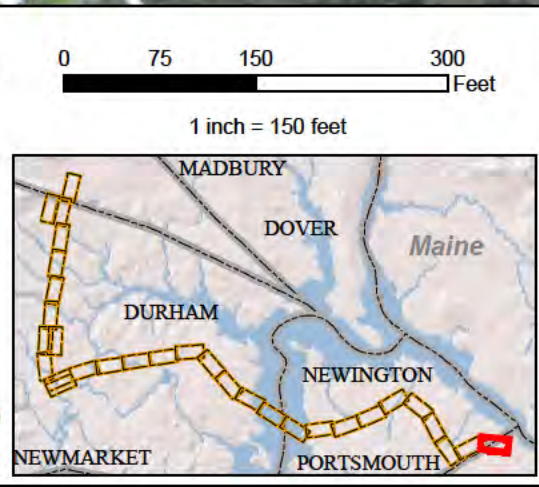 0 75 150 300
Feet
1 inch = 150 feet
MADBURY
DOVER
Maine
DURHAM
NEWINGTON
NEWMARKET
PORTSMOUTH